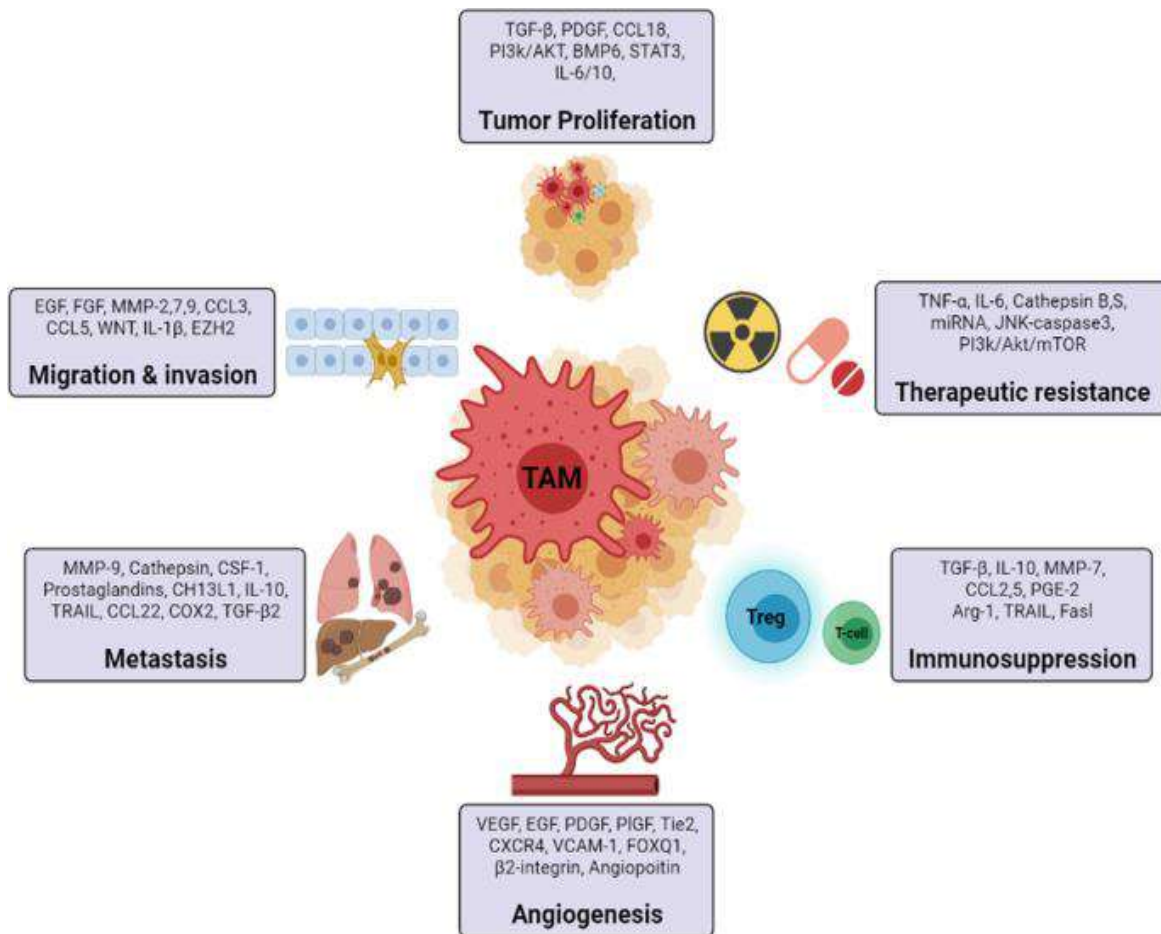 TGF-β, PDGF, CCL18,
PI3k/AKT, BMP6, STAT3,
IL-6/10,
Tumor Proliferation
EGF, FGF, MMP-2,7,9, CCL3,
CCL5, WNT, IL-1β, EZH2
Migration & invasion
TNF-α, IL-6, Cathepsin B,S,
miRNA, JNK-caspase3,
PI3k/Akt/mTOR
Therapeutic resistance
TAM
MMP-9, Cathepsin, CSF-1,
Prostaglandins, CH13L1, IL-10,
TRAIL, CCL22, COX2, TGF-β2
Metastasis
Treg
T-cell
TGF-β, IL-10, MMP-7,
CCL2,5, PGE-2
Arg-1, TRAIL, Fasl
Immunosuppression
VEGF, EGF, PDGF, PlGF, Tie2,
CXCR4, VCAM-1, FOXQ1,
β2-integrin, Angiopoitin
Angiogenesis